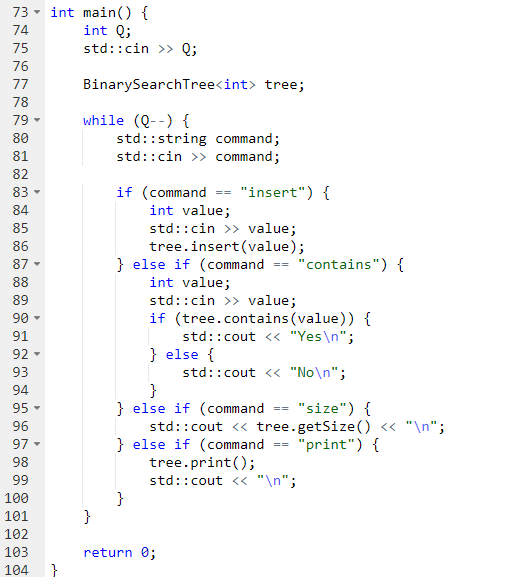 73 int main() {
74     int Q;
75     std::cin >> Q;
76
77     BinarySearchTree<int> tree;
78
79     while (Q--) {
80         std::string command;
81         std::cin >> command;
82
83         if (command == "insert") {
84             int value;
85             std::cin >> value;
86             tree.insert(value);
87         } else if (command == "contains") {
88             int value;
89             std::cin >> value;
90             if (tree.contains(value)) {
91                 std::cout << "Yes\n";
92             } else {
93                 std::cout << "No\n";
94             }
95         } else if (command == "size") {
96             std::cout << tree.getSize() << "\n";
97         } else if (command == "print") {
98             tree.print();
99             std::cout << "\n";
100         }
101     }
102
103     return 0;
104 }